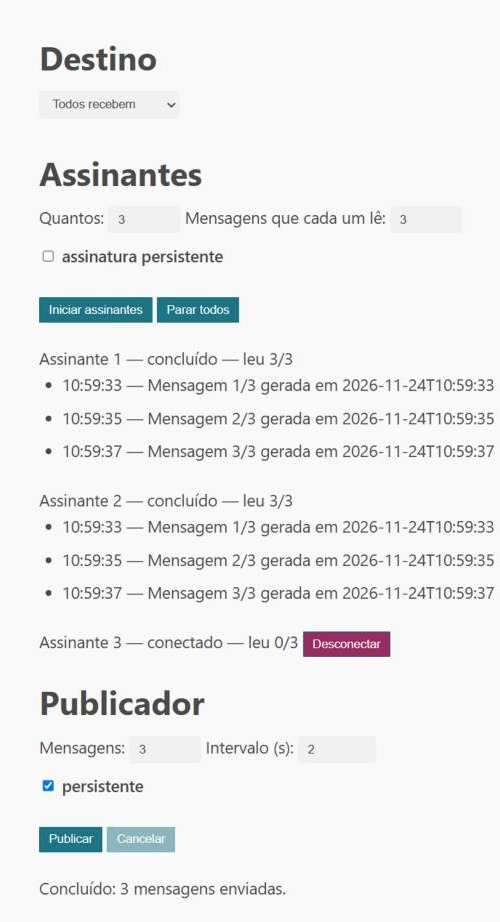 Destino
Todos recebem
Assinantes
Quantos: 3 Mensagens que cada um lê: 3
assinatura persistente
Iniciar assinantes Parar todos
Assinante 1 — concluído — leu 3/3
• 10:59:33 — Mensagem 1/3 gerada em 2026-11-24T10:59:33
• 10:59:35 — Mensagem 2/3 gerada em 2026-11-24T10:59:35
• 10:59:37 — Mensagem 3/3 gerada em 2026-11-24T10:59:37
Assinante 2 — concluído — leu 3/3
• 10:59:33 — Mensagem 1/3 gerada em 2026-11-24T10:59:33
• 10:59:35 — Mensagem 2/3 gerada em 2026-11-24T10:59:35
• 10:59:37 — Mensagem 3/3 gerada em 2026-11-24T10:59:37
Assinante 3 — conectado — leu 0/3 Desconectar
Publicador
Mensagens: 3 Intervalo (s): 2
persistente
Publicar Cancelar
Concluído: 3 mensagens enviadas.